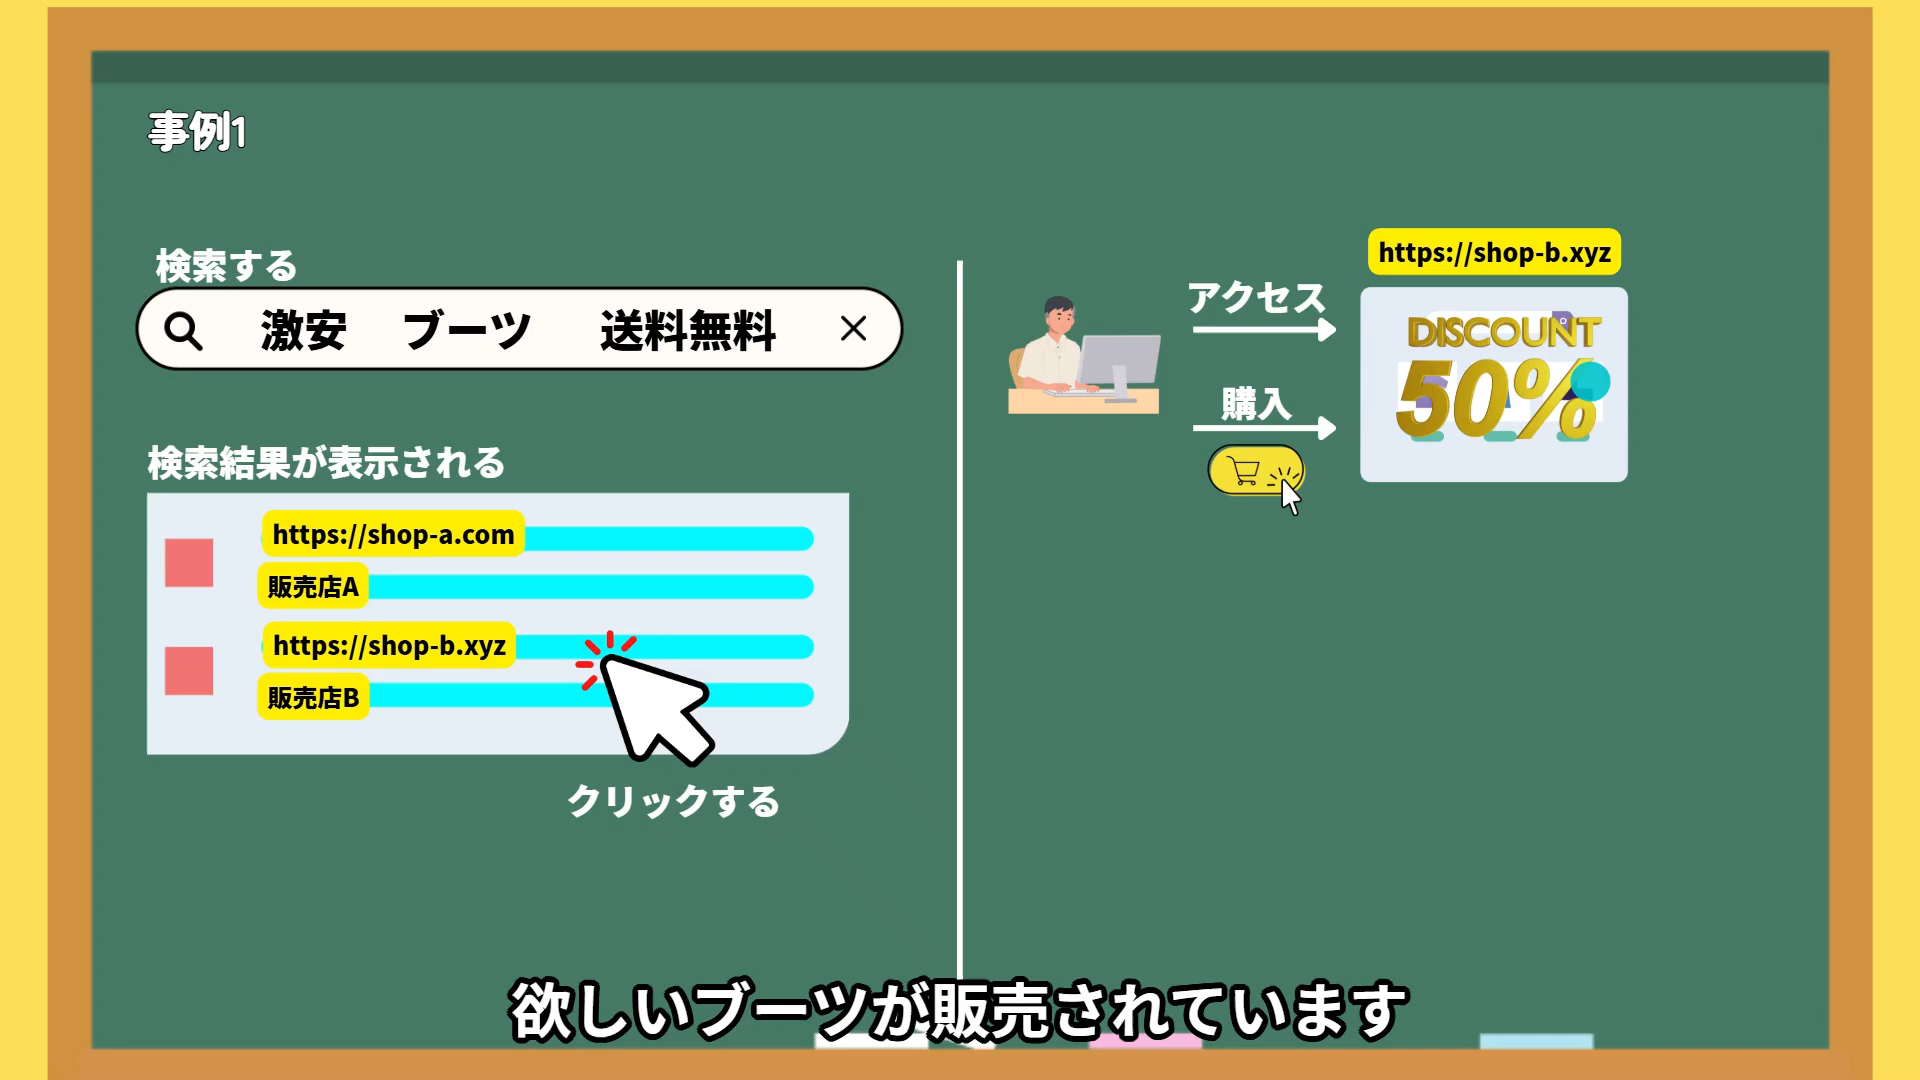 事例1
検索する
激安 ブーツ 送料無料
検索結果が表示される
https://shop-a.com
販売店A
https://shop-b.xyz
販売店B
クリックする
アクセス
購入
https://shop-b.xyz
DISCOUNT
50%
欲しいブーツが販売されています